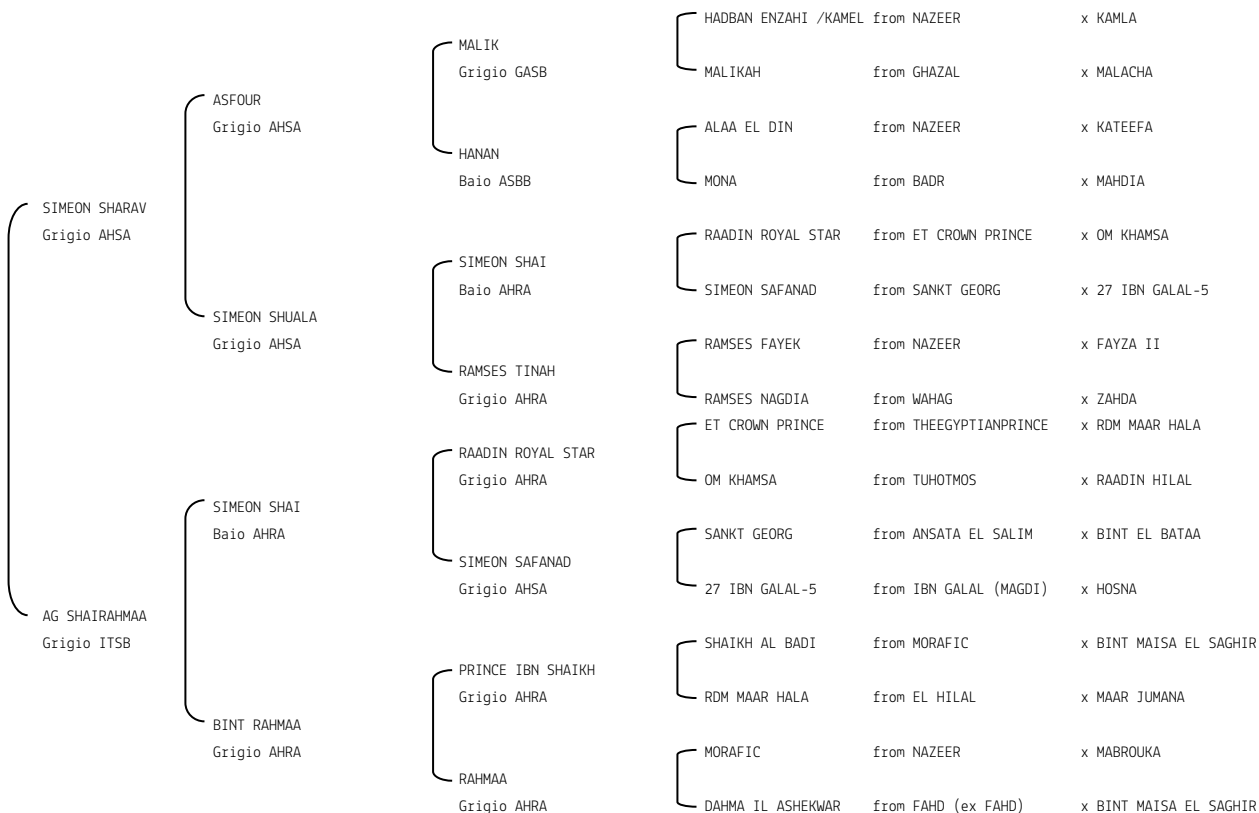 HADBAN ENZAHI /KAMEL from NAZEER x KAMLA
MALIK
Grigio GASB
MALIKAH from GHAZAL x MALACHA
ASFOUR
Grigio AHSA
ALAA EL DIN from NAZEER x KATEEFA
HANAN
Baio ASBB
MONA from BADR x MAHDIA
SIMEON SHARAV
Grigio AHSA
RAADIN ROYAL STAR from ET CROWN PRINCE x OM KHAMSA
SIMEON SHAI
Baio AHRA
SIMEON SAFANAD from SANKT GEORG x 27 IBN GALAL-5
SIMEON SHUALA
Grigio AHSA
RAMSES FAYEK from NAZEER x FAYZA II
RAMSES TINAH
Grigio AHRA
RAMSES NAGDIA from WAHAG x ZAHDA
ET CROWN PRINCE from THEEGYPTIANPRINCE x RDM MAAR HALA
RAADIN ROYAL STAR
Grigio AHRA
OM KHAMSA from TUHOTMOS x RAADIN HILAL
SIMEON SHAI
Baio AHRA
SANKT GEORG from ANSATA EL SALIM x BINT EL BATAA
SIMEON SAFANAD
Grigio AHSA
27 IBN GALAL-5 from IBN GALAL (MAGDI) x HOSNA
AG SHAIRAHMAA
Grigio ITSB
SHAIKH AL BADI from MORAFIC x BINT MAISA EL SAGHIR
PRINCE IBN SHAIKH
Grigio AHRA
RDM MAAR HALA from EL HILAL x MAAR JUMANA
BINT RAHMAA
Grigio AHRA
MORAFIC from NAZEER x MABROUKA
RAHMAA
Grigio AHRA
DAHMA IL ASHEKWAR from FAHD (ex FAHD) x BINT MAISA EL SAGHIR